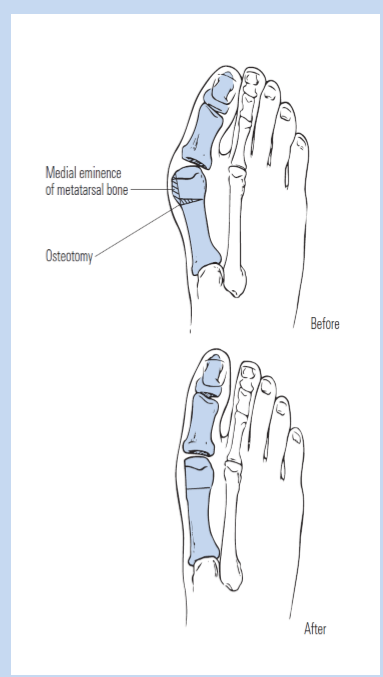 Medial eminence
of metatarsal bone
Osteotomy
Before
After